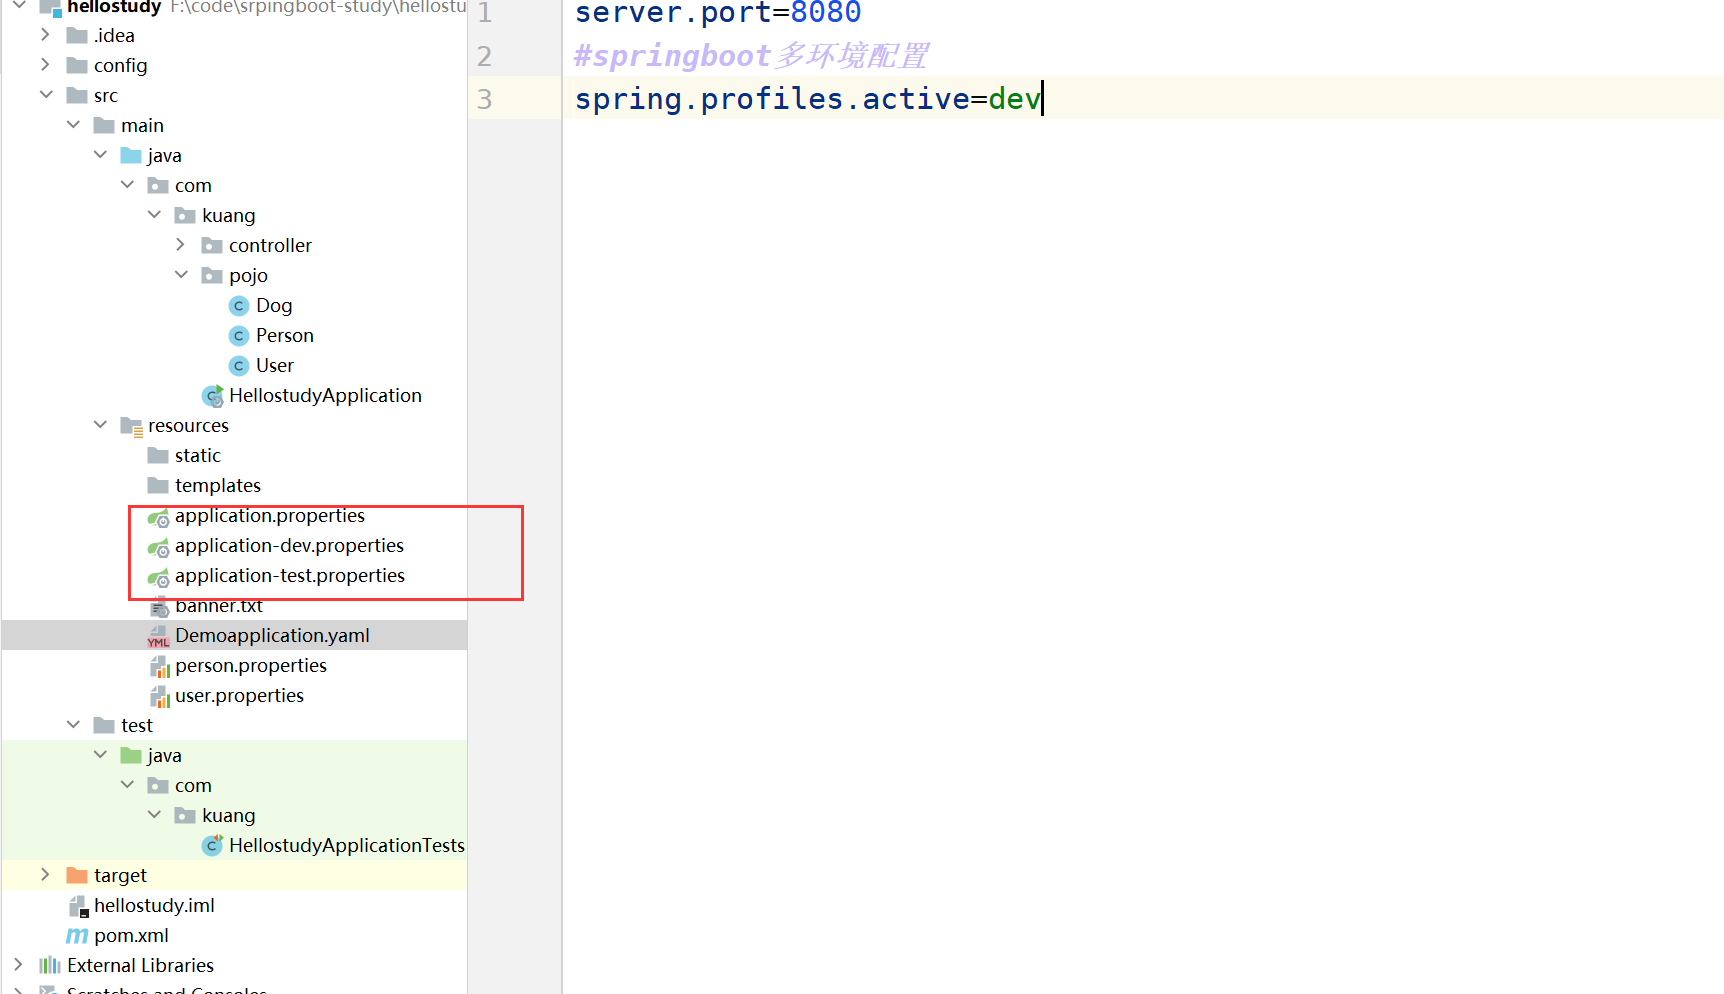 hellostudy F:\code\srpingboot-study\hellostu
.idea
config
src
main
java
com
kuang
controller
pojo
Dog
Person
User
HellostudyApplication
resources
static
templates
application.properties
application-dev.properties
application-test.properties
banner.txt
Demoapplication.yaml
person.properties
user.properties
test
java
com
kuang
HellostudyApplicationTests
target
hellostudy.iml
pom.xml
External Libraries
Scratches and Consoles
1 server.port=8080
2 #springboot多环境配置
3 spring.profiles.active=dev